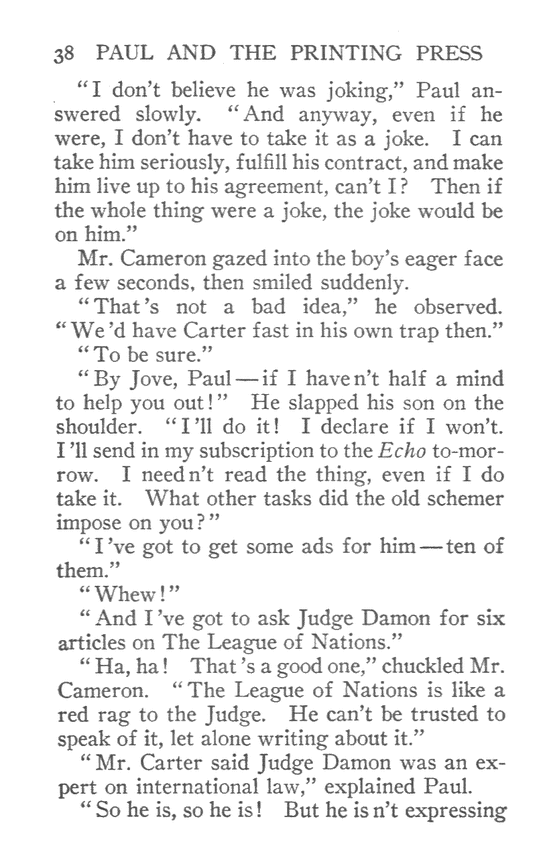 38 PAUL AND THE PRINTING PRESS
"I don't believe he was joking," Paul an-
swered slowly. "And anyway, even if he
were, I don't have to take it as a joke. I can
take him seriously, fulfill his contract, and make
him live up to his agreement, can't I? Then if
the whole thing were a joke, the joke would be
on him."
Mr. Cameron gazed into the boy's eager face
a few seconds, then smiled suddenly.
"That's not a bad idea," he observed.
"We'd have Carter fast in his own trap then."
"To be sure."
"By Jove, Paul—if I haven't half a mind
to help you out!" He slapped his son on the
shoulder. "I'll do it! I declare if I won't.
I'll send in my subscription to the Echo to-mor-
row. I needn't read the thing, even if I do
take it. What other tasks did the old schemer
impose on you?"
"I've got to get some ads for him—ten of
them."
"Whew!"
"And I've got to ask Judge Damon for six
articles on The League of Nations."
"Ha, ha! That's a good one," chuckled Mr.
Cameron. "The League of Nations is like a
red rag to the Judge. He can't be trusted to
speak of it, let alone writing about it."
"Mr. Carter said Judge Damon was an ex-
pert on international law," explained Paul.
"So he is, so he is! But he isn't expressing